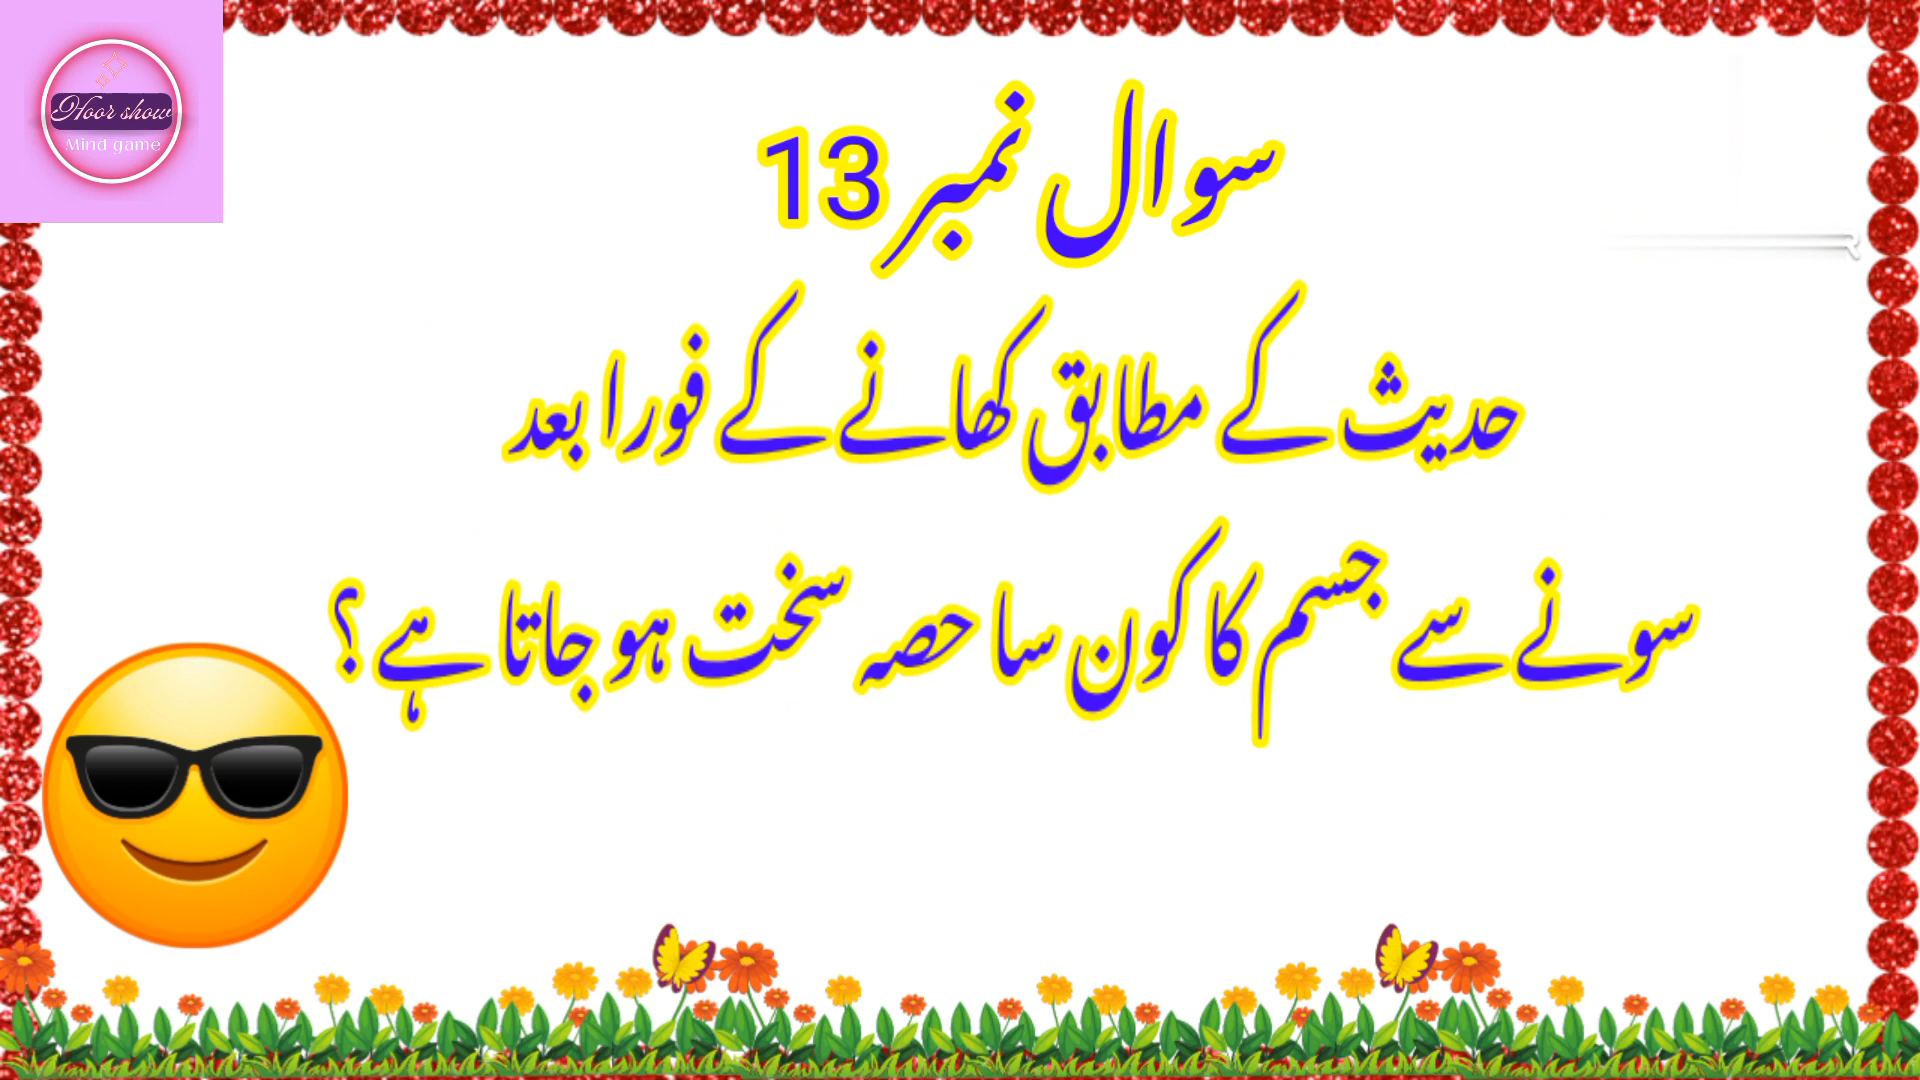 Hoor show
Mind game
سوال نمبر 13
حدیث کے مطابق کھانے کے فورا بعد
سونے سے جسم کا کون سا حصہ سخت ہو جاتا ہے ؟